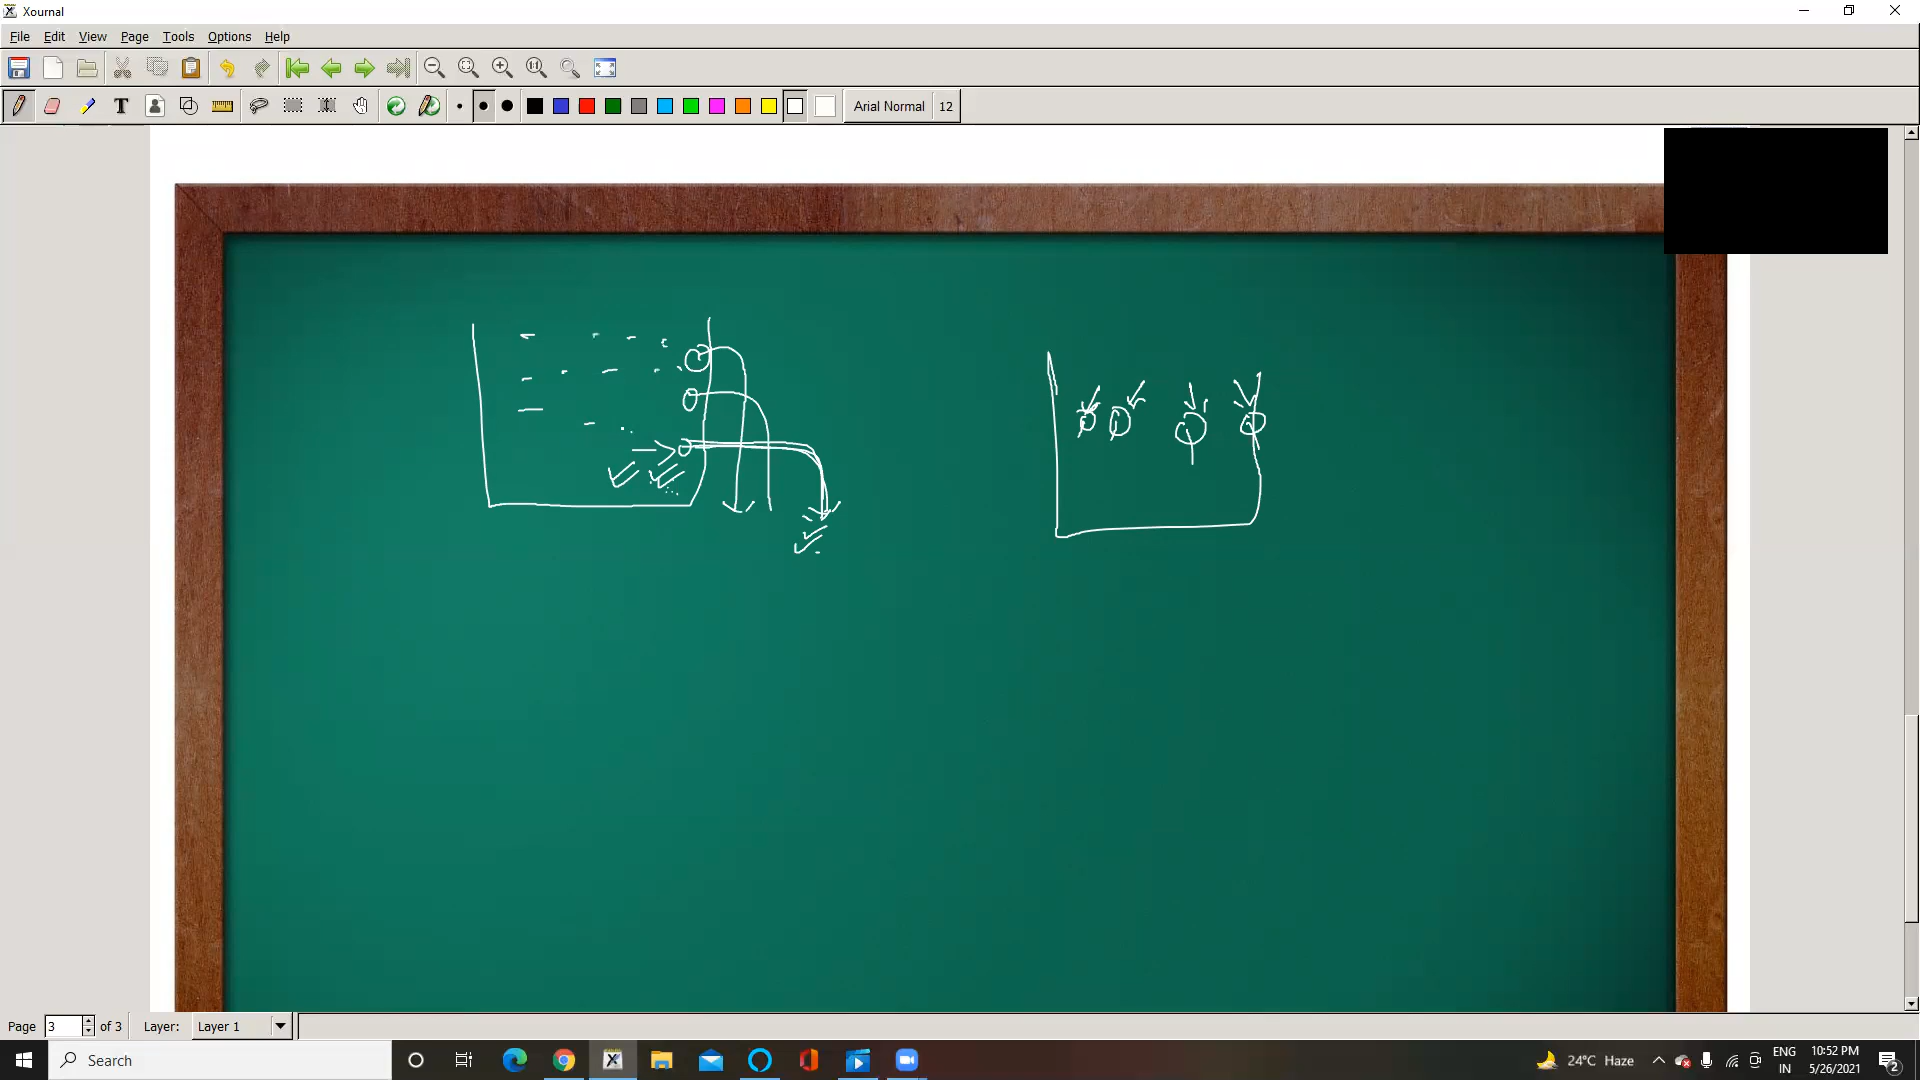 Xournal
File Edit View Page Tools Options Help
Arial Normal 12
Page 3 of 3 Layer: Layer 1
Search
24°C Haze
ENG
IN
10:52 PM
5/26/2021
2